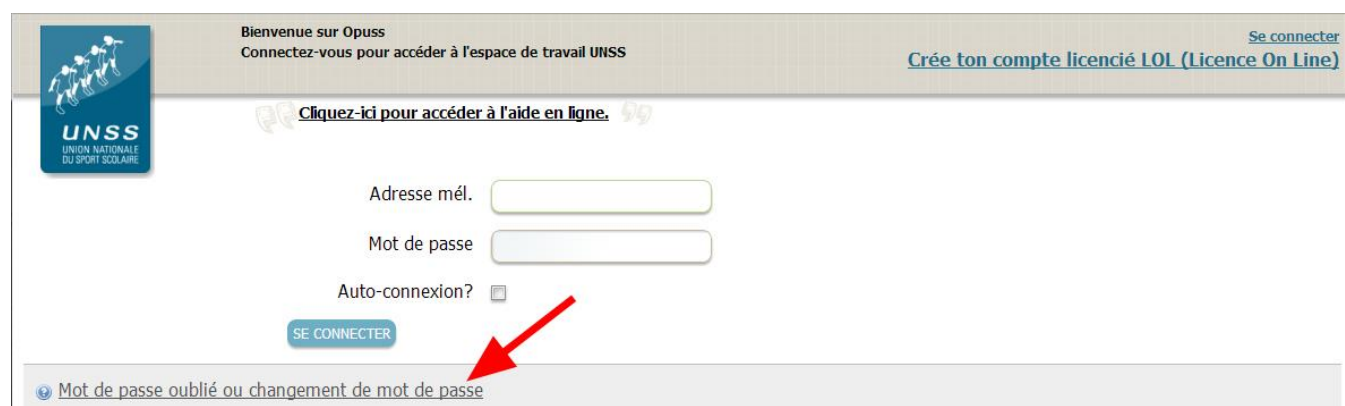 Bienvenue sur Opuss
Connectez-vous pour accéder à l'espace de travail UNSS
Se connecter
Crée ton compte licencié LOL (Licence On Line)
UNSS
UNION NATIONALE
DU SPORT SCOLAIRE
Cliquez-ici pour accéder à l'aide en ligne.
Adresse mél.
Mot de passe
Auto-connexion?
SE CONNECTER
Mot de passe oublié ou changement de mot de passe